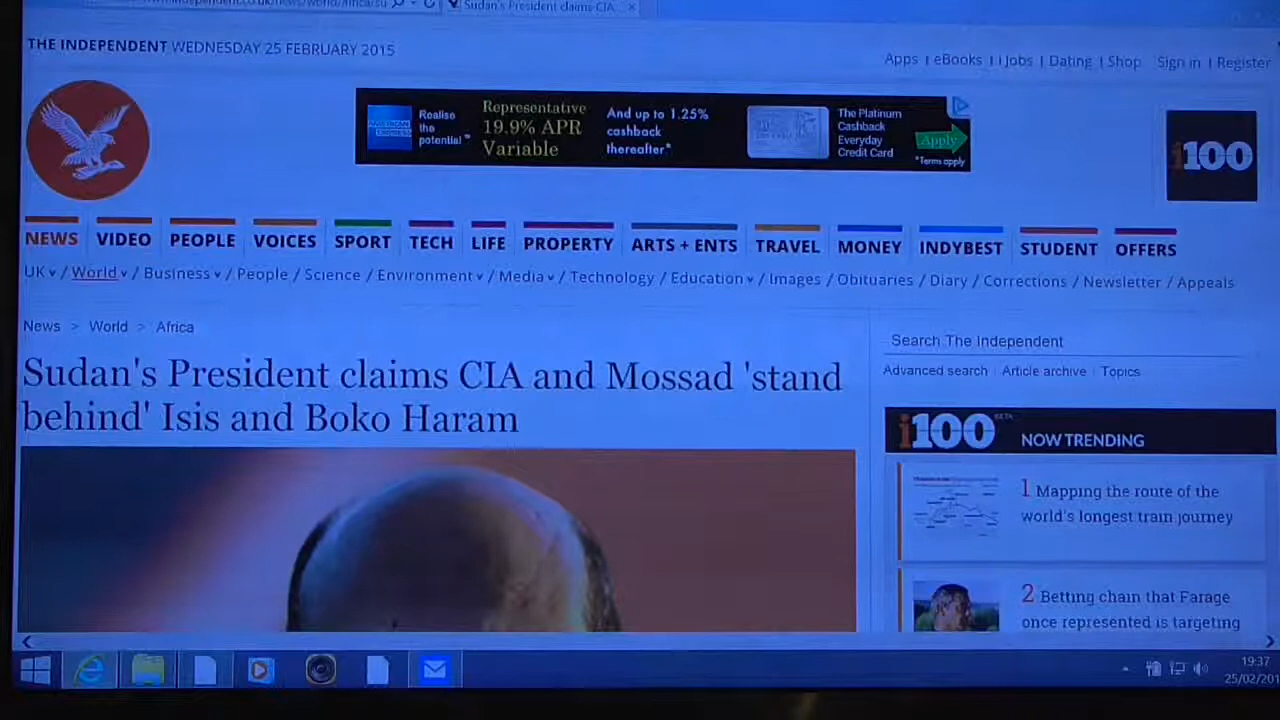 Sudan's President claims CIA...
THE INDEPENDENT WEDNESDAY 25 FEBRUARY 2015
Apps | eBooks | i Jobs | Dating | Shop Sign in | Register
Realise
the
potential™
Representative
19.9% APR
Variable
And up to 1.25%
cashback
thereafter.*
The Platinum
Cashback
Everyday
Credit Card
Apply
*Terms apply
i100
NEWS VIDEO PEOPLE VOICES SPORT TECH LIFE PROPERTY ARTS + ENTS TRAVEL MONEY INDYBEST STUDENT OFFERS
UK / World / Business / People / Science / Environment / Media / Technology / Education / Images / Obituaries / Diary / Corrections / Newsletter / Appeals
News > World > Africa
Sudan's President claims CIA and Mossad 'stand
behind' Isis and Boko Haram
Search The Independent
Advanced search Article archive Topics
i100 BETA NOW TRENDING
1 Mapping the route of the
world's longest train journey
2 Betting chain that Farage
once represented is targeting
19:37
25/02/201